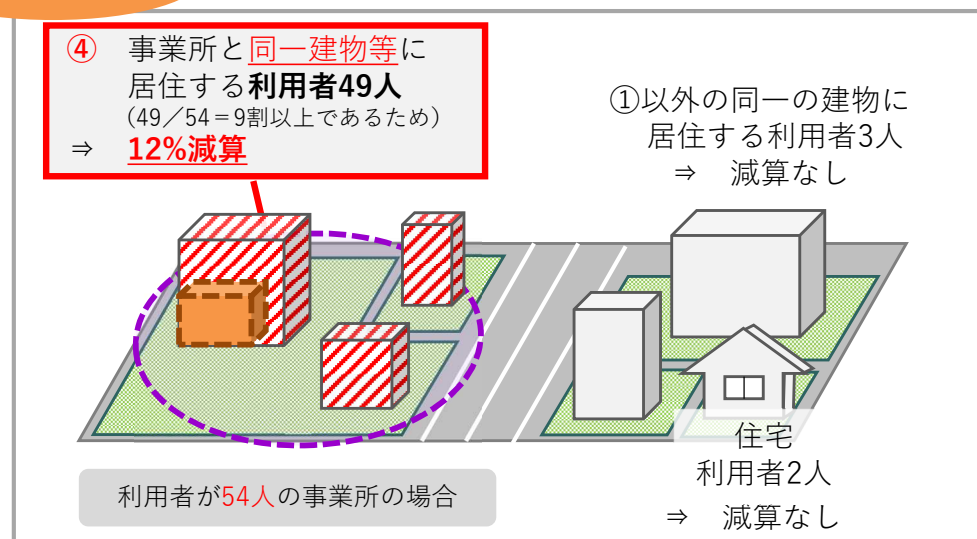 ④ 事業所と同一建物等に
居住する利用者49人
(49／54＝9割以上であるため)
⇒ 12%減算
①以外の同一の建物に
居住する利用者3人
⇒ 減算なし
住宅
利用者2人
⇒ 減算なし
利用者が54人の事業所の場合